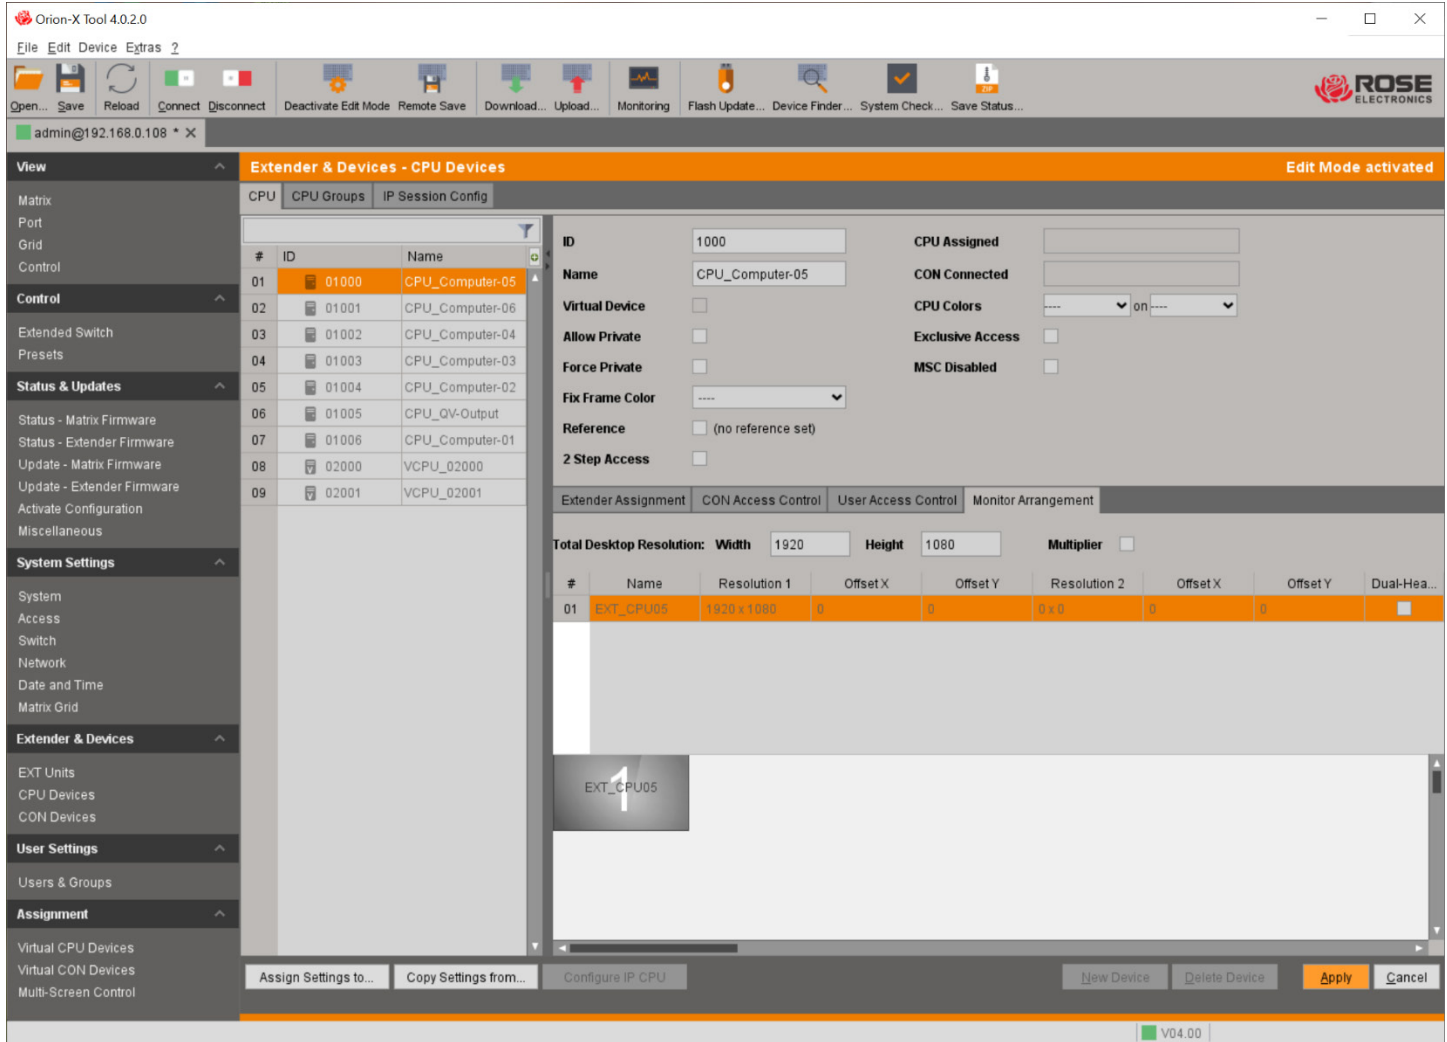 Orion-X Tool 4.0.2.0
File Edit Device Extras ?
Open... Save Reload Connect Disconnect Deactivate Edit Mode Remote Save Download... Upload... Monitoring Flash Update... Device Finder... System Check... Save Status...
ZIP
ROSE
ELECTRONICS
admin@192.168.0.108 *
View
Matrix
Port
Grid
Control
Control
Extended Switch
Presets
Status & Updates
Status - Matrix Firmware
Status - Extender Firmware
Update - Matrix Firmware
Update - Extender Firmware
Activate Configuration
Miscellaneous
System Settings
System
Access
Switch
Network
Date and Time
Matrix Grid
Extender & Devices
EXT Units
CPU Devices
CON Devices
User Settings
Users & Groups
Assignment
Virtual CPU Devices
Virtual CON Devices
Multi-Screen Control
Extender & Devices - CPU Devices Edit Mode activated
CPU CPU Groups IP Session Config
# ID Name
01 01000 CPU_Computer-05
02 01001 CPU_Computer-06
03 01002 CPU_Computer-04
04 01003 CPU_Computer-03
05 01004 CPU_Computer-02
06 01005 CPU_QV-Output
07 01006 CPU_Computer-01
08 02000 VCPU_02000
09 02001 VCPU_02001
ID 1000 CPU Assigned
Name CPU_Computer-05 CON Connected
Virtual Device CPU Colors ---- on ----
Allow Private Exclusive Access
Force Private MSC Disabled
Fix Frame Color ----
Reference (no reference set)
2 Step Access
Extender Assignment CON Access Control User Access Control Monitor Arrangement
Total Desktop Resolution: Width 1920 Height 1080 Multiplier
# Name Resolution 1 Offset X Offset Y Resolution 2 Offset X Offset Y Dual-Hea...
01 EXT_CPU05 1920 x 1080 0 0 0 x 0 0 0
1
EXT_CPU05
Assign Settings to... Copy Settings from... Configure IP CPU New Device Delete Device Apply Cancel
V04.00